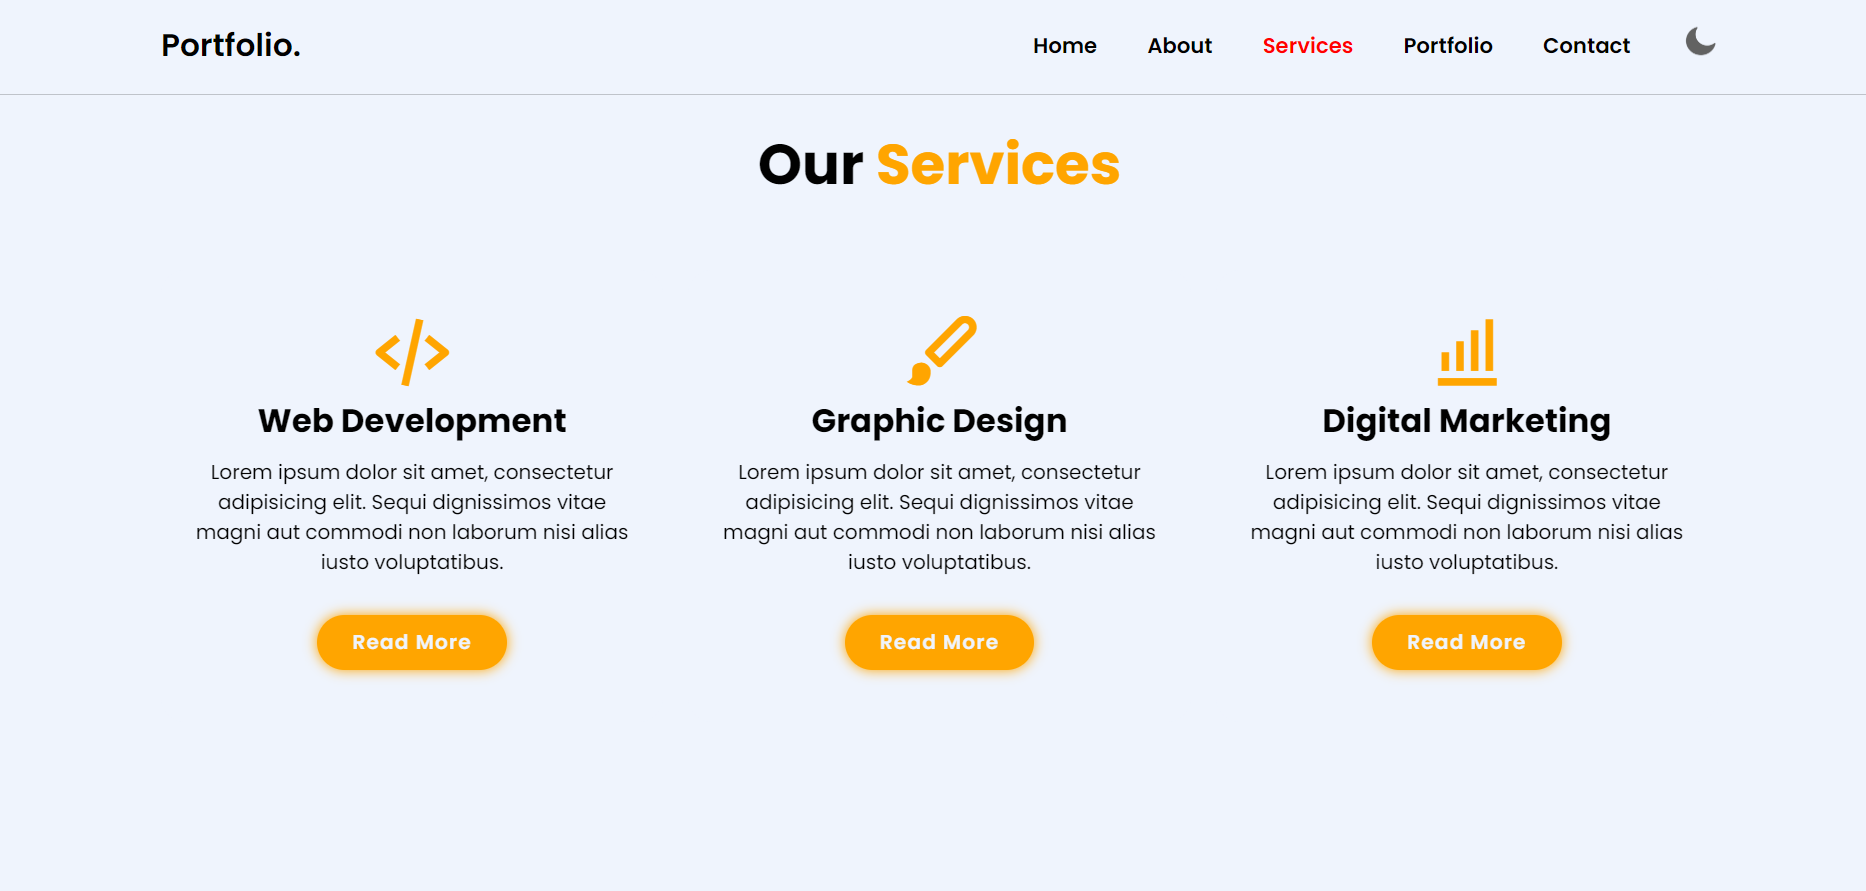 Portfolio.
Home About Services Portfolio Contact
Our Services
Web Development
Lorem ipsum dolor sit amet, consectetur
adipisicing elit. Sequi dignissimos vitae
magni aut commodi non laborum nisi alias
iusto voluptatibus.
Read More
Graphic Design
Lorem ipsum dolor sit amet, consectetur
adipisicing elit. Sequi dignissimos vitae
magni aut commodi non laborum nisi alias
iusto voluptatibus.
Read More
Digital Marketing
Lorem ipsum dolor sit amet, consectetur
adipisicing elit. Sequi dignissimos vitae
magni aut commodi non laborum nisi alias
iusto voluptatibus.
Read More